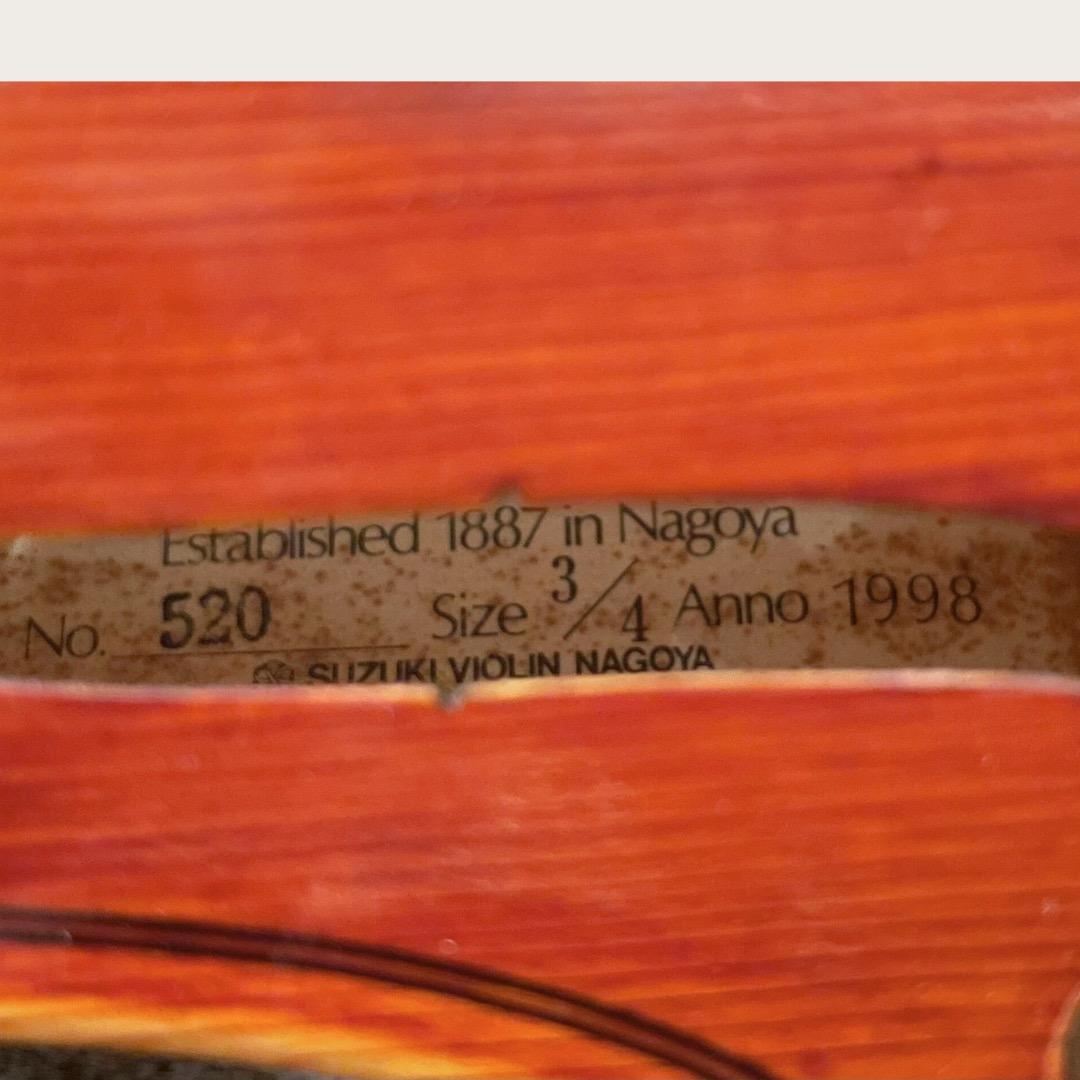 Established 1887 in Nagoya
No. 520 Size 3/4 Anno 1998
SUZUKI VIOLIN NAGOYA